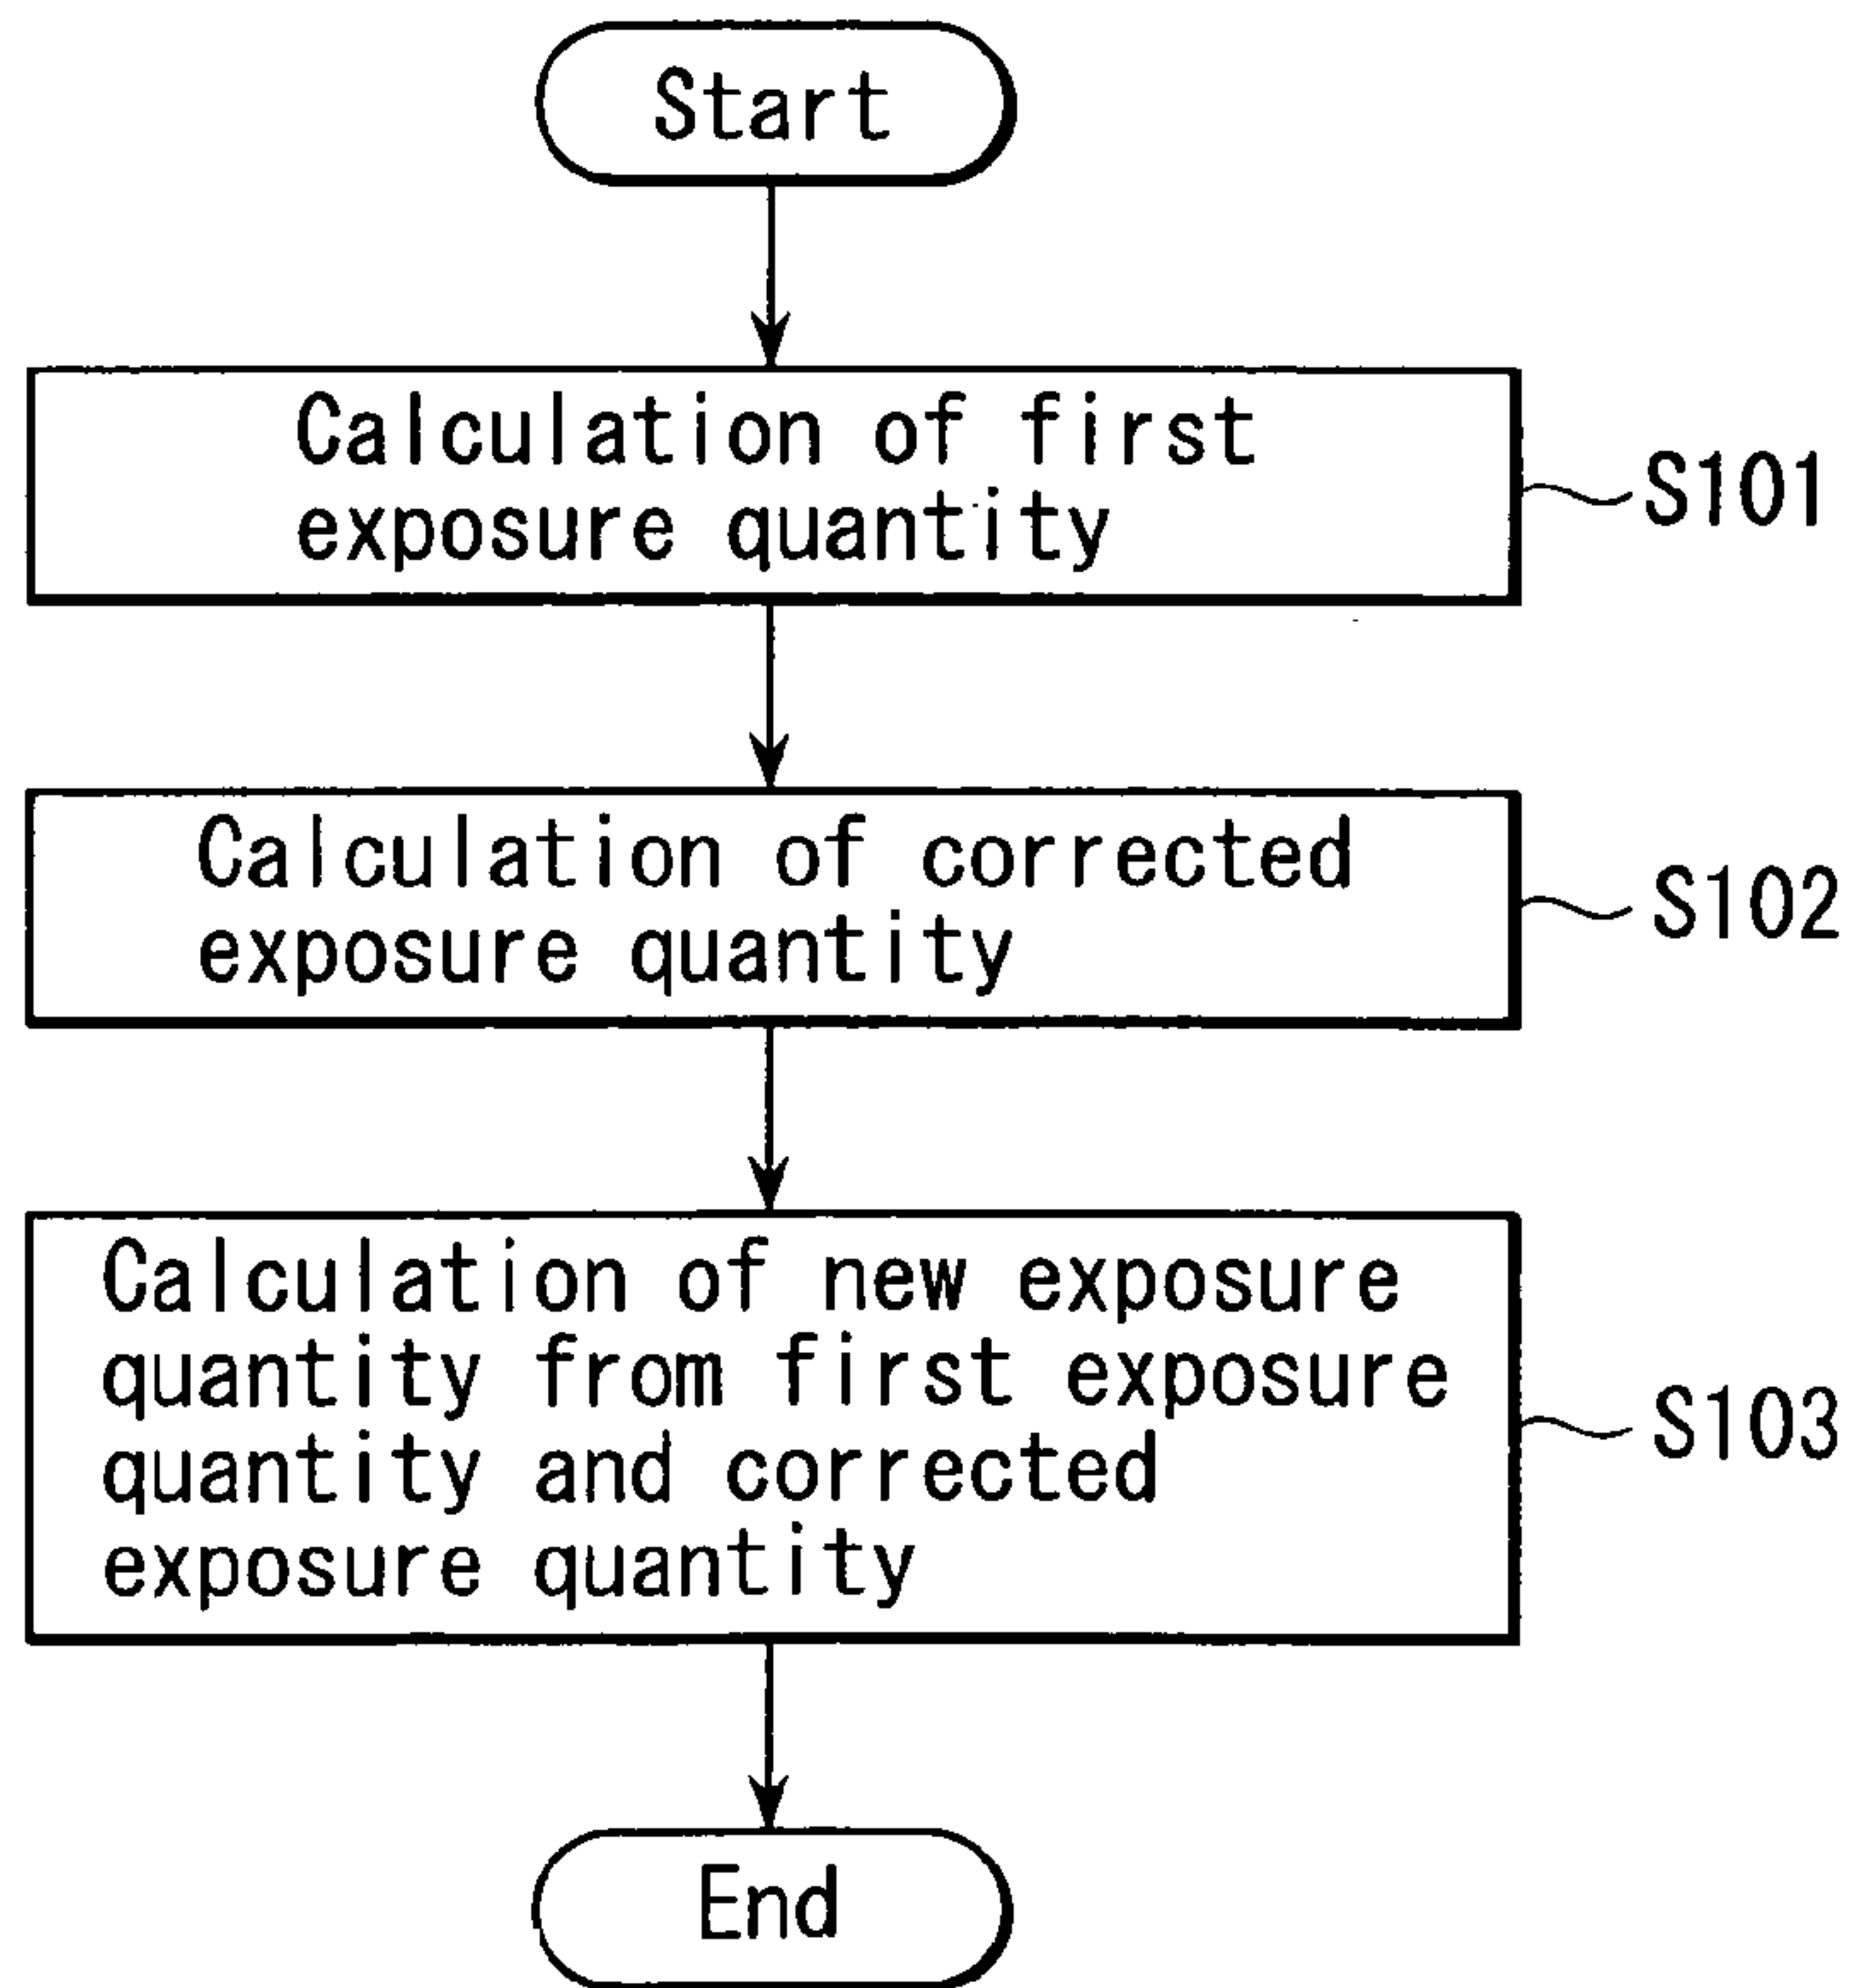 Start
Calculation of first
exposure quantity
S101
Calculation of corrected
exposure quantity
S102
Calculation of new exposure
quantity from first exposure
quantity and corrected
exposure quantity
S103
End